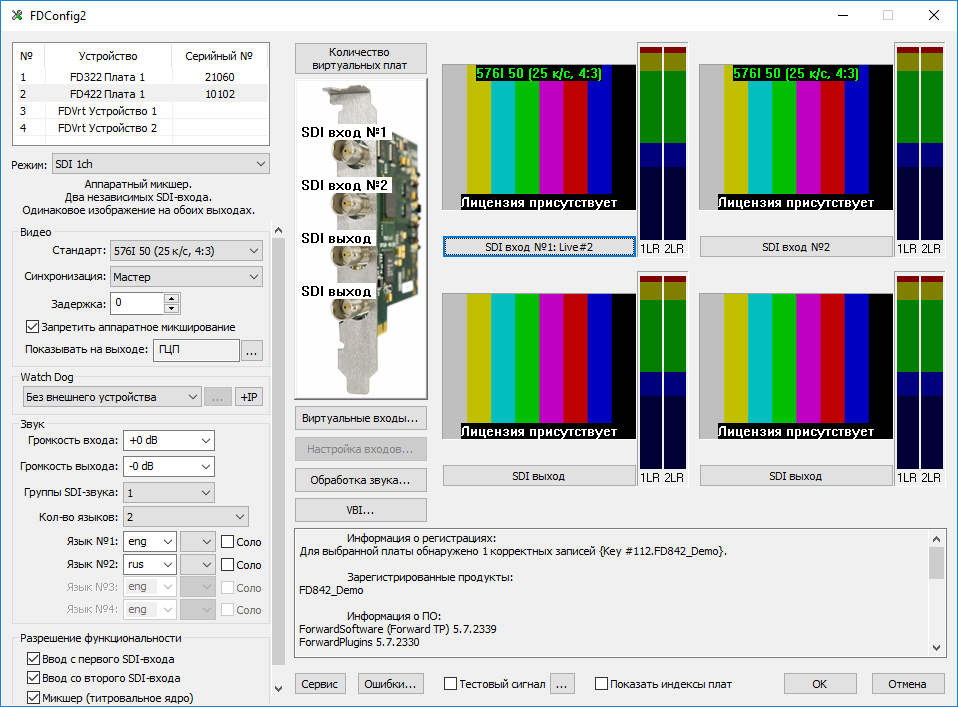 FDConfig2
№ Устройство Серийный №
1 FD322 Плата 1 21060
2 FD422 Плата 1 10102
3 FDVrt Устройство 1
4 FDVrt Устройство 2
Режим: SDI 1ch
Аппаратный микшер.
Два независимых SDI-входа.
Одинаковое изображение на обоих выходах.
Видео
Стандарт: 576I 50 (25 к/с, 4:3)
Синхронизация: Мастер
Задержка: 0
Запретить аппаратное микширование
Показывать на выходе: ГЦП ...
Watch Dog
Без внешнего устройства ... +IP
Звук
Громкость входа: +0 dB
Громкость выхода: -0 dB
Группы SDI-звука: 1
Кол-во языков: 2
Язык №1: eng Соло
Язык №2: rus Соло
Язык №3: eng Соло
Язык №4: eng Соло
Разрешение функциональности
Ввод с первого SDI-входа
Ввод со второго SDI-входа
Микшер (титровальное ядро)
Количество
виртуальных плат
SDI вход №1
SDI вход №2
SDI выход
SDI выход
Виртуальные входы...
Настройка входов...
Обработка звука...
VBI...
576I 50 (25 к/с, 4:3)
Лицензия присутствует
SDI вход №1: Live#2
1LR 2LR
576I 50 (25 к/с, 4:3)
Лицензия присутствует
SDI вход №2
1LR 2LR
Лицензия присутствует
SDI выход
1LR 2LR
Лицензия присутствует
SDI выход
1LR 2LR
Информация о регистрациях:
Для выбранной платы обнаружено 1 корректных записей {Key #112.FD842_Demo}.
Зарегистрированные продукты:
FD842_Demo
Информация о ПО:
ForwardSoftware (Forward TP) 5.7.2339
ForwardPlugins 5.7.2330
Сервис Ошибки... Тестовый сигнал ... Показать индексы плат OK Отмена